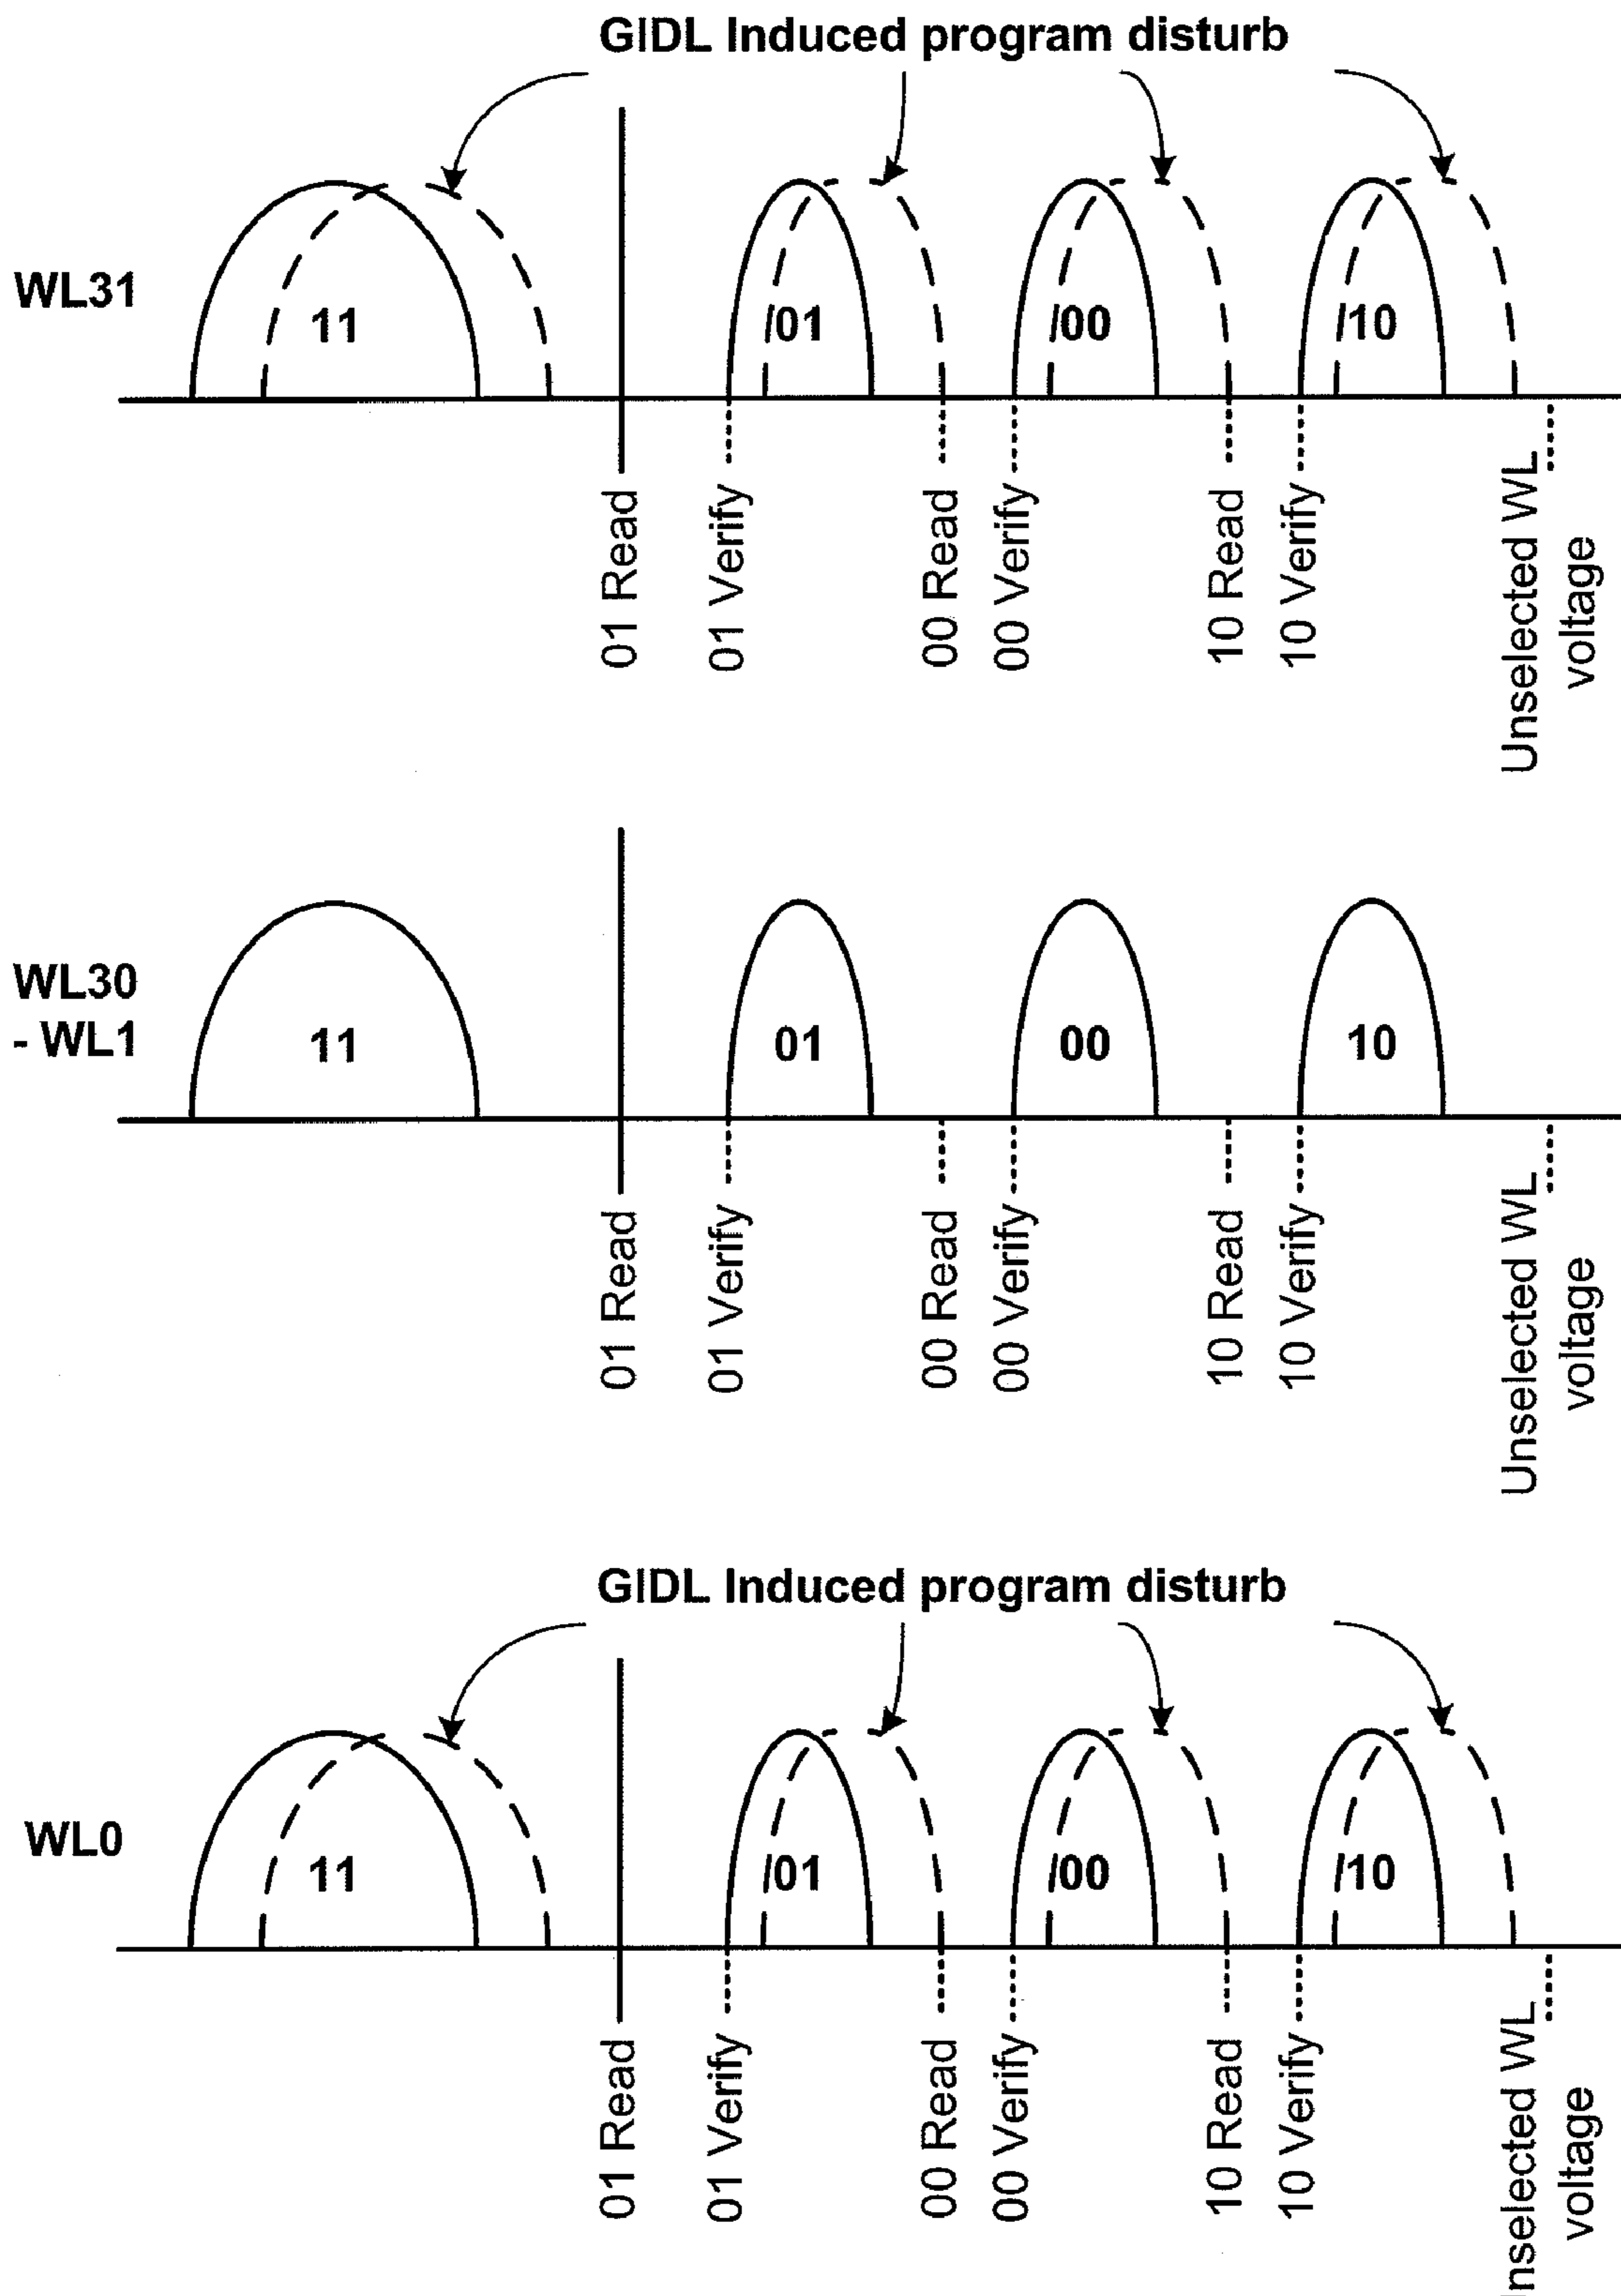 GIDL Induced program disturb
WL31
11
01
00
10
01 Read
01 Verify
00 Read
00 Verify
10 Read
10 Verify
Unselected WL
voltage
WL30
- WL1
11
01
00
10
01 Read
01 Verify
00 Read
00 Verify
10 Read
10 Verify
Unselected WL
voltage
GIDL Induced program disturb
WL0
11
01
00
10
01 Read
01 Verify
00 Read
00 Verify
10 Read
10 Verify
nselected WL
voltage